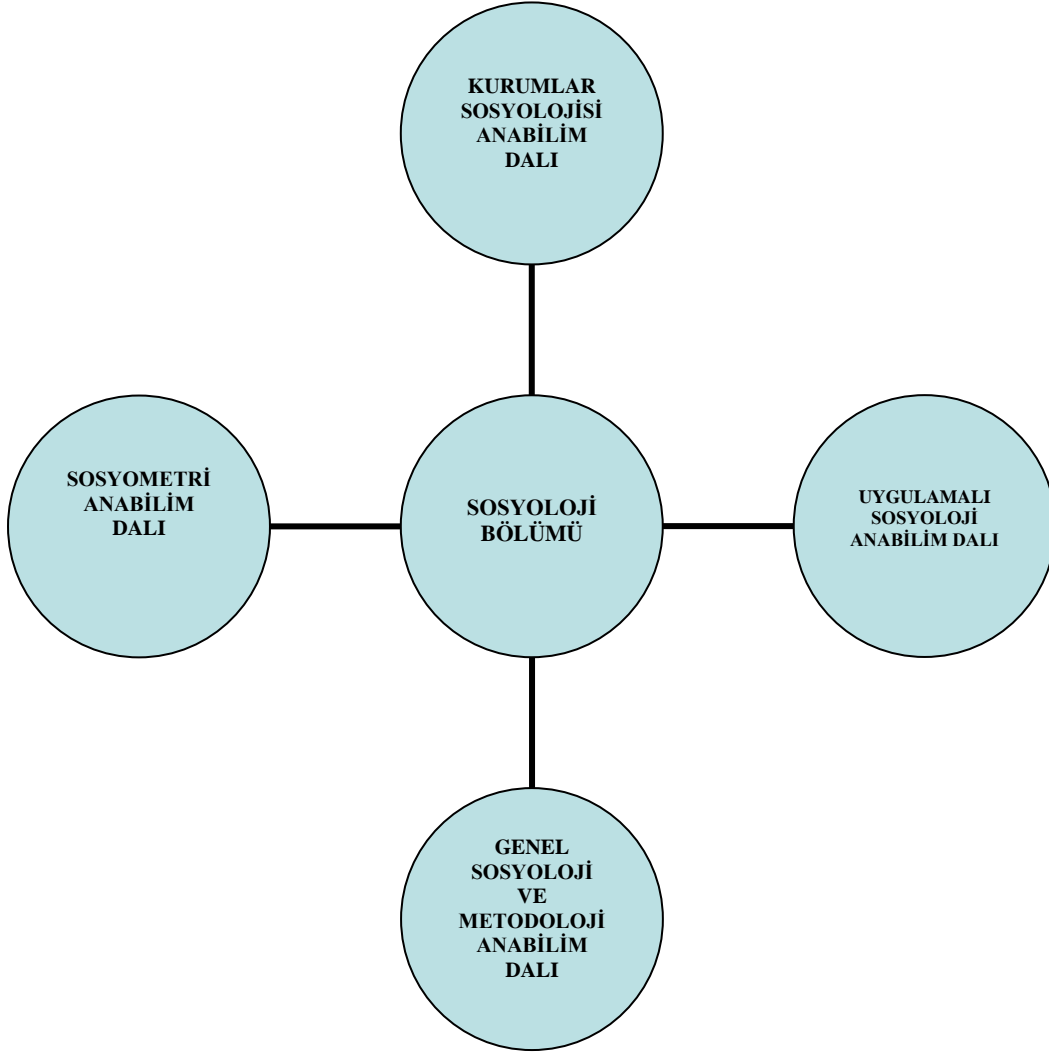 KURUMLAR
SOSYOLOJİSİ
ANABİLİM
DALI
SOSYOMETRİ
ANABİLİM
DALI
SOSYOLOJİ
BÖLÜMÜ
UYGULAMALI
SOSYOLOJİ
ANABİLİM DALI
GENEL
SOSYOLOJİ
VE
METODOLOJİ
ANABİLİM
DALI